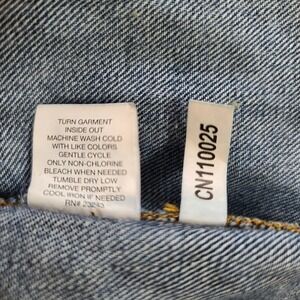 TURN GARMENT
INSIDE OUT
MACHINE WASH COLD
WITH LIKE COLORS
GENTLE CYCLE
ONLY NON-CHLORINE
BLEACH WHEN NEEDED
TUMBLE DRY LOW
REMOVE PROMPTLY
COOL IRON IF NEEDED
RN#
CN110025